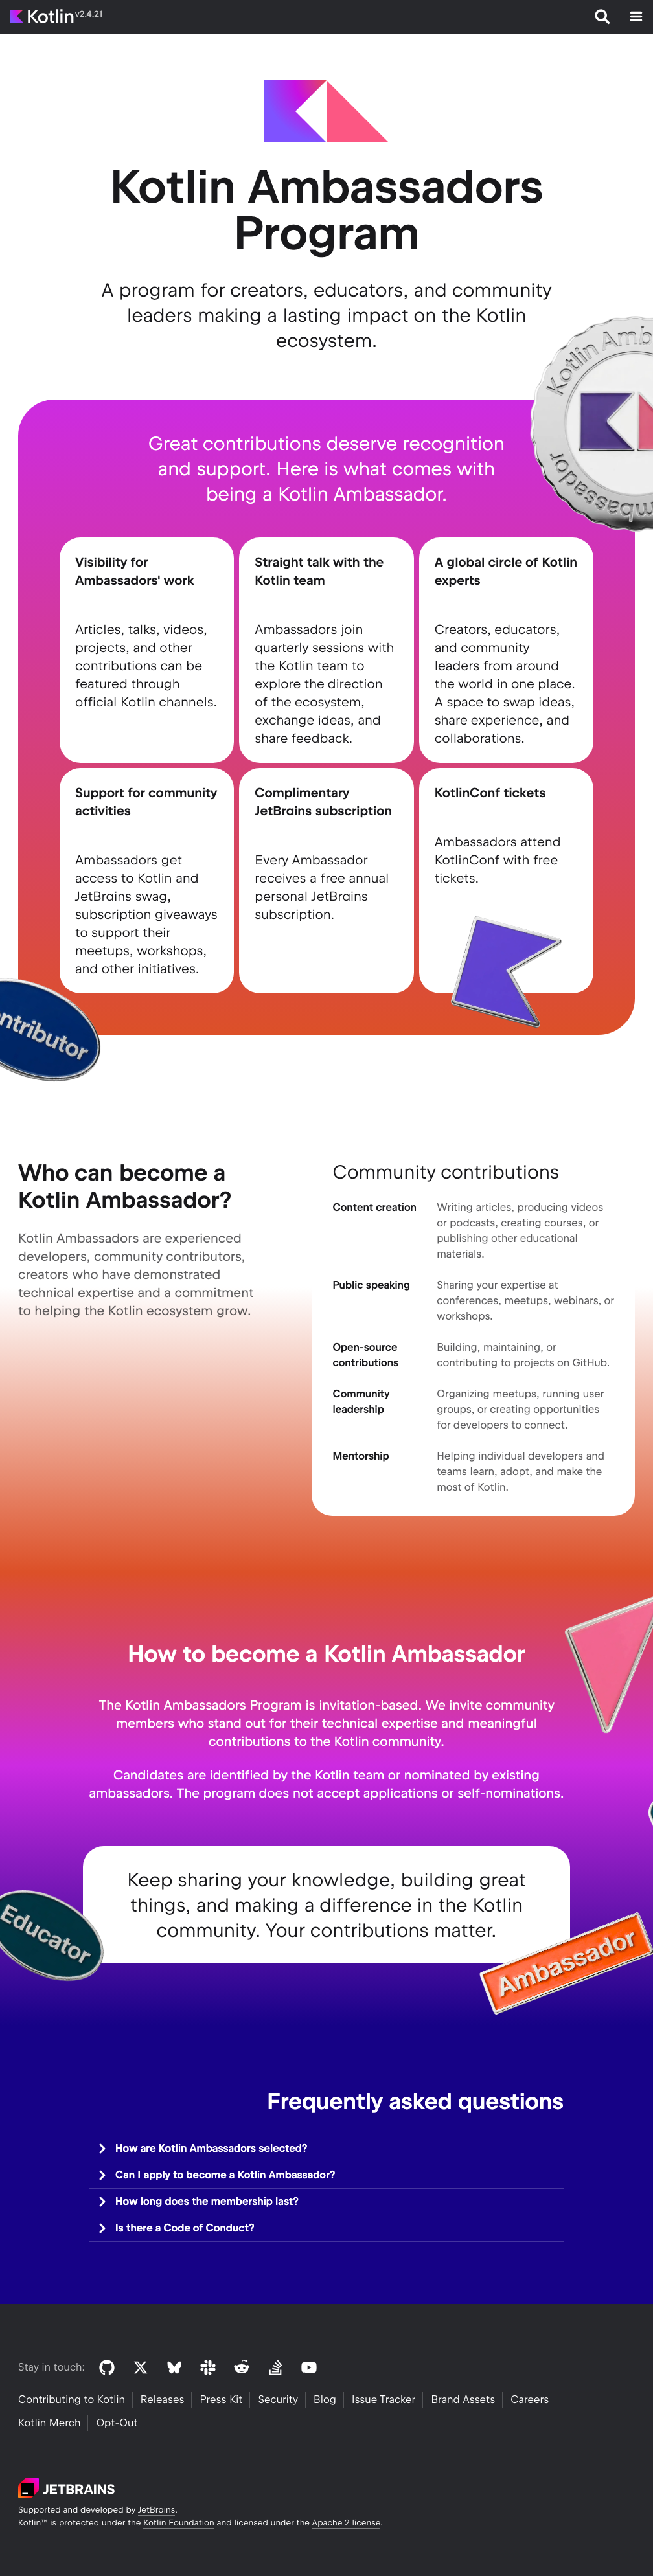 Kotlin v2.4.21
Kotlin Ambassadors
Program
A program for creators, educators, and community
leaders making a lasting impact on the Kotlin
ecosystem.
Kotlin Amb
mbassador
Great contributions deserve recognition
and support. Here is what comes with
being a Kotlin Ambassador.
Visibility for
Ambassadors' work
Articles, talks, videos,
projects, and other
contributions can be
featured through
official Kotlin channels.
Straight talk with the
Kotlin team
Ambassadors join
quarterly sessions with
the Kotlin team to
explore the direction
of the ecosystem,
exchange ideas, and
share feedback.
A global circle of Kotlin
experts
Creators, educators,
and community
leaders from around
the world in one place.
A space to swap ideas,
share experience, and
collaborations.
Support for community
activities
Ambassadors get
access to Kotlin and
JetBrains swag,
subscription giveaways
to support their
meetups, workshops,
and other initiatives.
Complimentary
JetBrains subscription
Every Ambassador
receives a free annual
personal JetBrains
subscription.
KotlinConf tickets
Ambassadors attend
KotlinConf with free
tickets.
ntributor
Who can become a
Kotlin Ambassador?
Kotlin Ambassadors are experienced
developers, community contributors,
creators who have demonstrated
technical expertise and a commitment
to helping the Kotlin ecosystem grow.
Community contributions
Content creation
Writing articles, producing videos
or podcasts, creating courses, or
publishing other educational
materials.
Public speaking
Sharing your expertise at
conferences, meetups, webinars, or
workshops.
Open-source
contributions
Building, maintaining, or
contributing to projects on GitHub.
Community
leadership
Organizing meetups, running user
groups, or creating opportunities
for developers to connect.
Mentorship
Helping individual developers and
teams learn, adopt, and make the
most of Kotlin.
How to become a Kotlin Ambassador
The Kotlin Ambassadors Program is invitation-based. We invite community
members who stand out for their technical expertise and meaningful
contributions to the Kotlin community.
Candidates are identified by the Kotlin team or nominated by existing
ambassadors. The program does not accept applications or self-nominations.
Keep sharing your knowledge, building great
things, and making a difference in the Kotlin
community. Your contributions matter.
Educator
Ambassador
Frequently asked questions
How are Kotlin Ambassadors selected?
Can I apply to become a Kotlin Ambassador?
How long does the membership last?
Is there a Code of Conduct?
Stay in touch:
Contributing to Kotlin Releases Press Kit Security Blog Issue Tracker Brand Assets Careers
Kotlin Merch Opt-Out
JETBRAINS
Supported and developed by JetBrains.
Kotlin™ is protected under the Kotlin Foundation and licensed under the Apache 2 license.